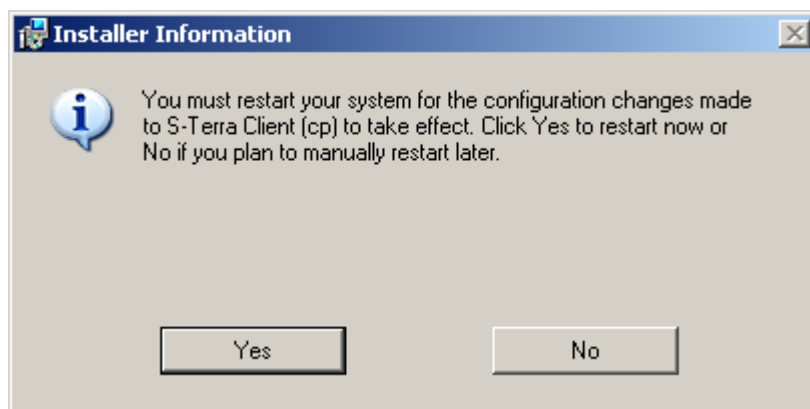 Installer Information
You must restart your system for the configuration changes made
to S-Terra Client (cp) to take effect. Click Yes to restart now or
No if you plan to manually restart later.
Yes
No